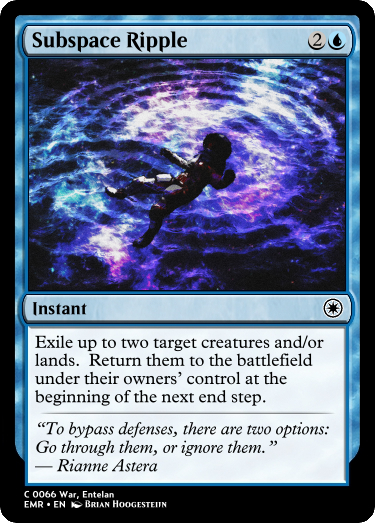 Subspace Ripple 2
Instant
Exile up to two target creatures and/or
lands.  Return them to the battlefield
under their owners’ control at the
beginning of the next end step.
“To bypass defenses, there are two options:
Go through them, or ignore them.”
— Rianne Astera
C 0066 War, Entelan
EMR • EN Brian Hoogesteijn